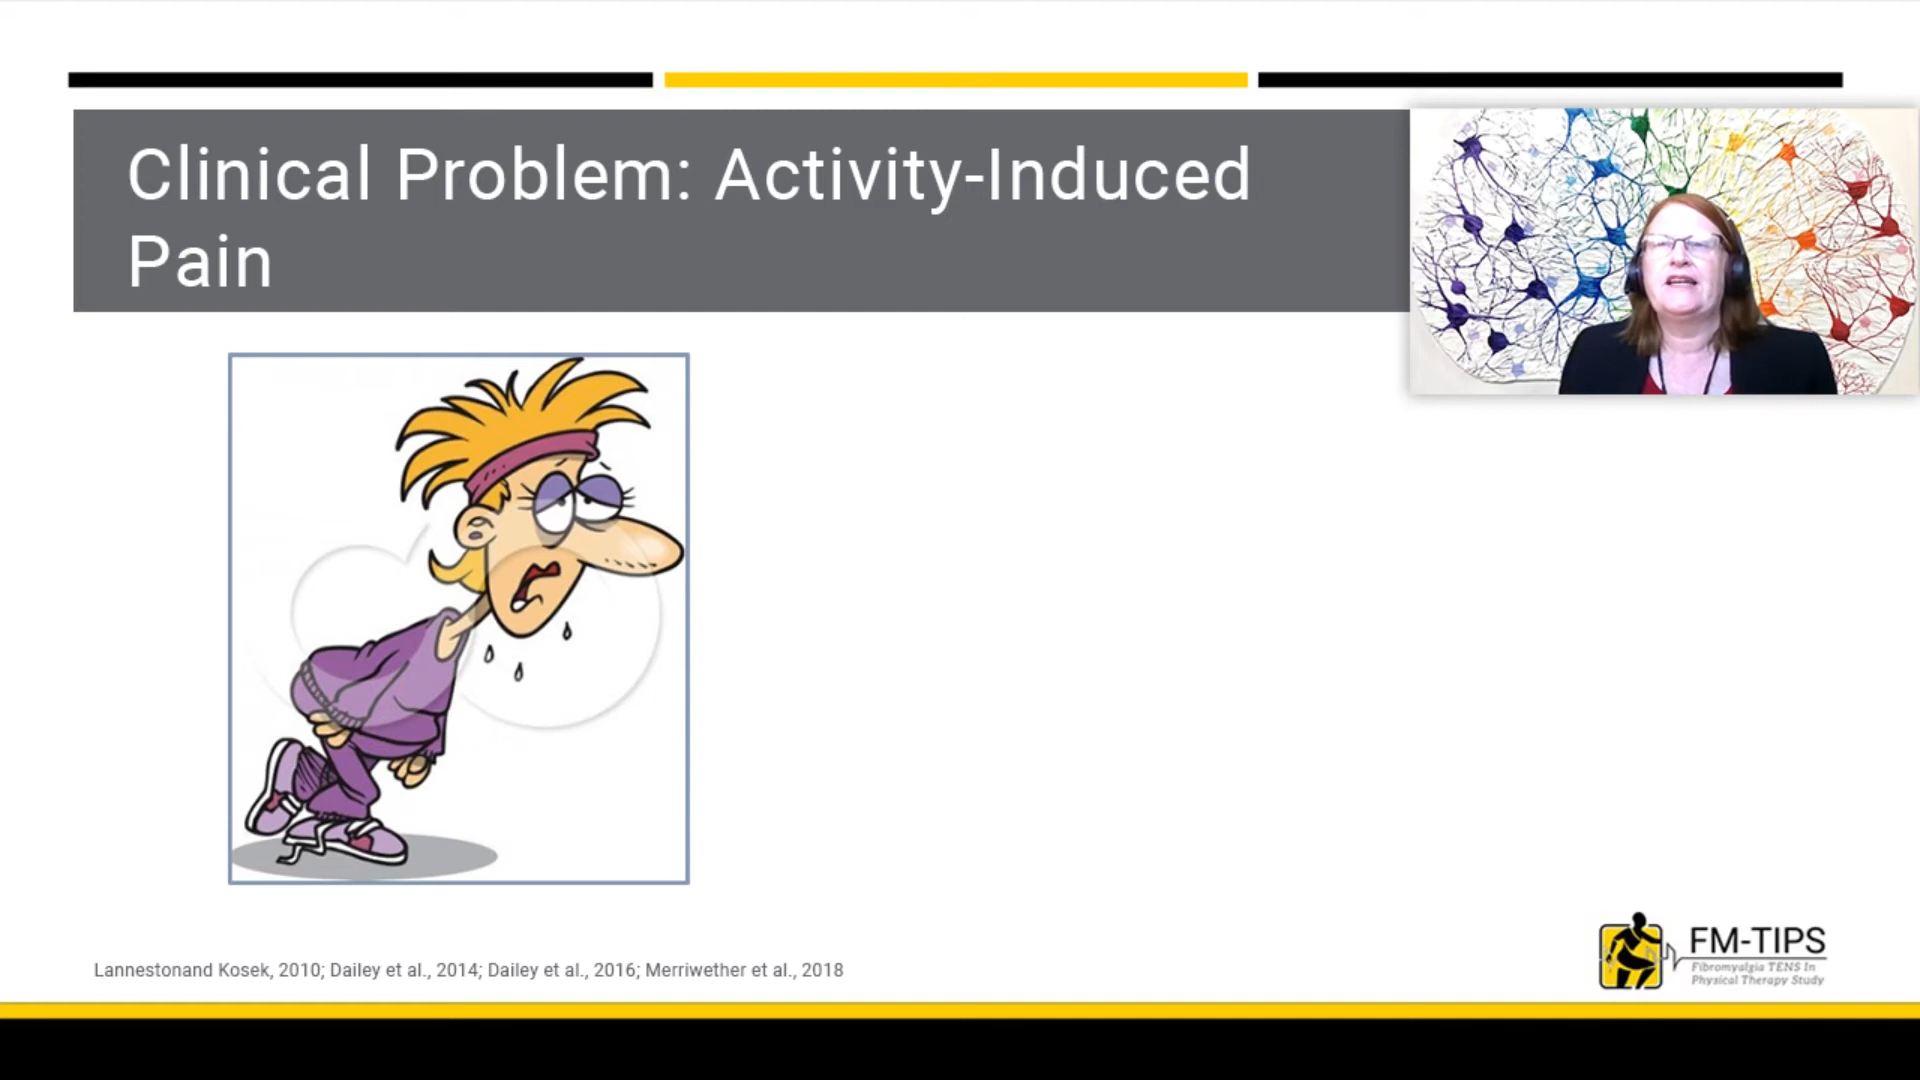 Clinical Problem: Activity-Induced
Pain
Lannestonand Kosek, 2010; Dailey et al., 2014; Dailey et al., 2016; Merriwether et al., 2018
FM-TIPS
Fibromyalgia TENS In
Physical Therapy Study